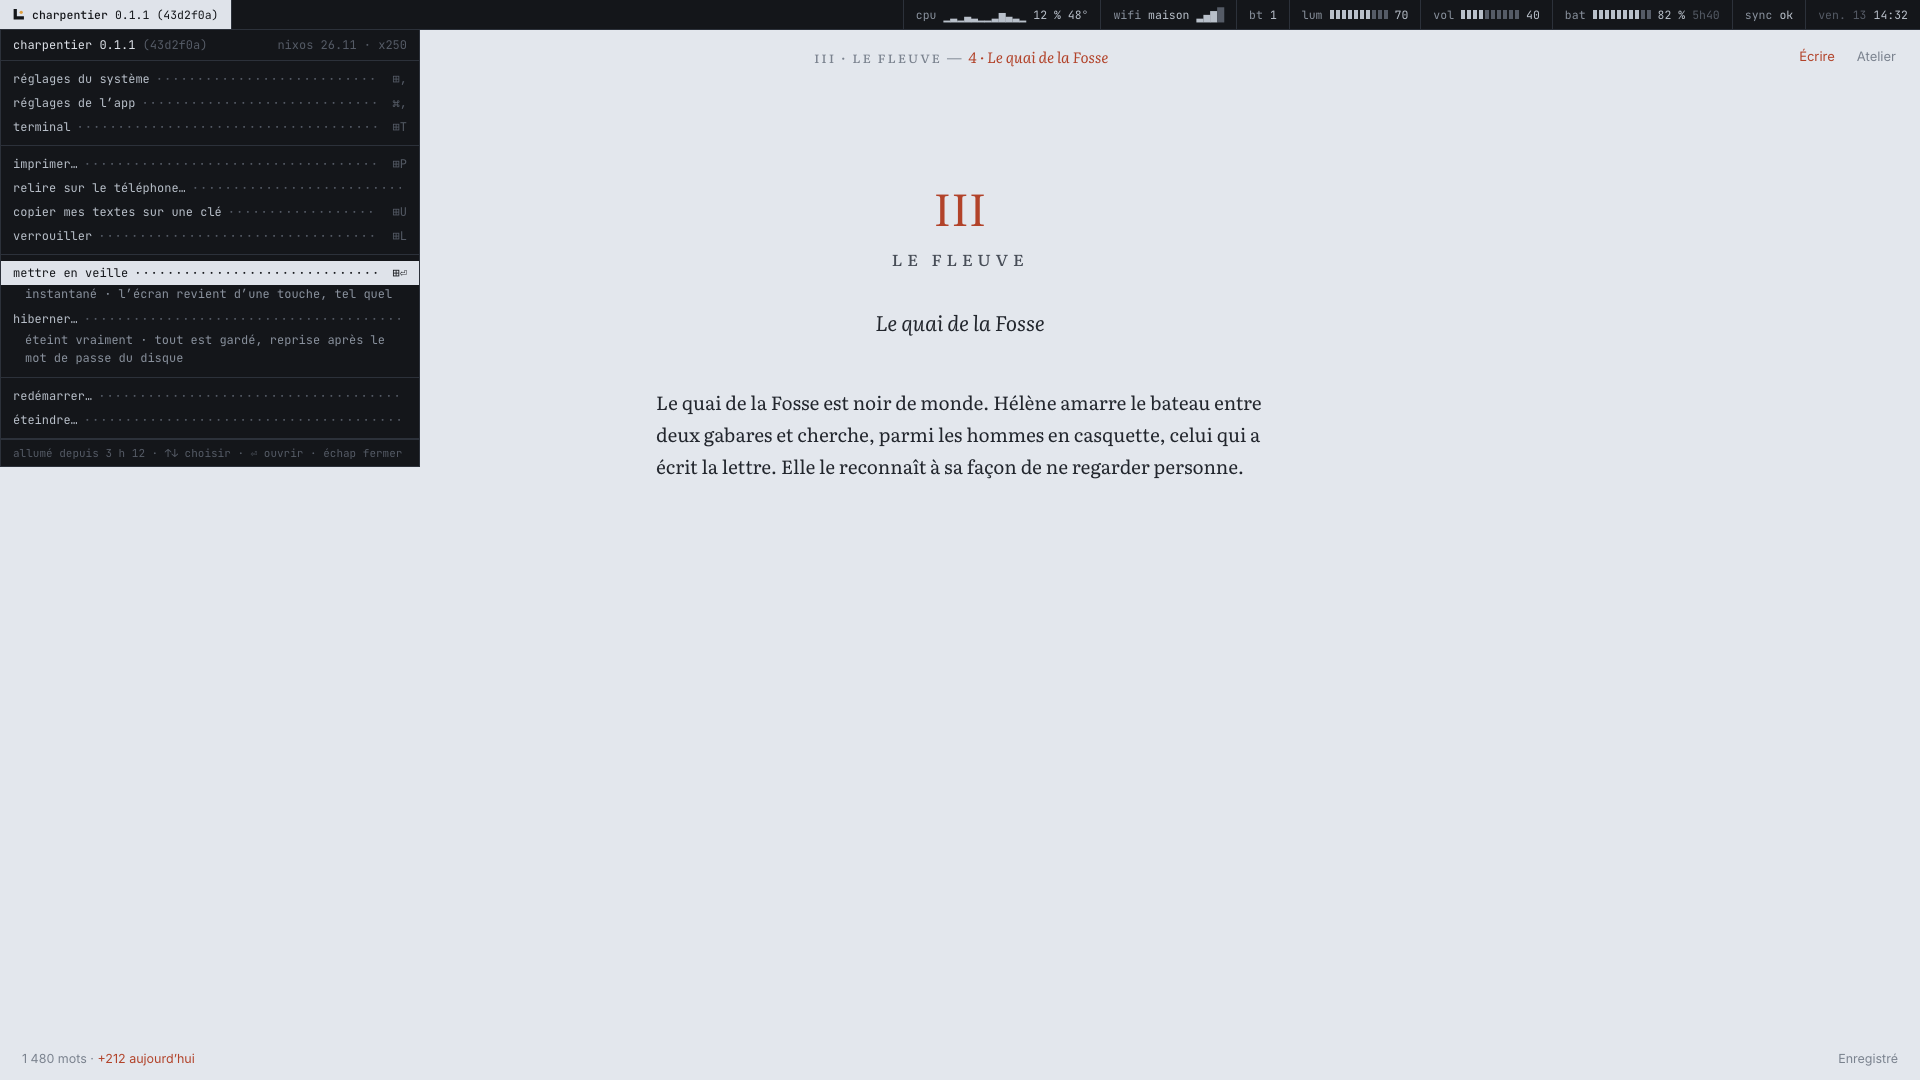 charpentier 0.1.1 (43d2f0a)
cpu 12 % 48° wifi maison bt 1 lum 70 vol 40 bat 82 % 5h40 sync ok ven. 13 14:32
charpentier 0.1.1 (43d2f0a) nixos 26.11 · x250
réglages du système ⊞,
réglages de l’app ⌘,
terminal ⊞T
imprimer… ⊞P
relire sur le téléphone…
copier mes textes sur une clé ⊞U
verrouiller ⊞L
mettre en veille ⊞⏎
instantané · l’écran revient d’une touche, tel quel
hiberner…
éteint vraiment · tout est gardé, reprise après le
mot de passe du disque
redémarrer…
éteindre…
allumé depuis 3 h 12 · ↑↓ choisir · ⏎ ouvrir · échap fermer
III · LE FLEUVE — 4 · Le quai de la Fosse
Écrire Atelier
III
LE FLEUVE
Le quai de la Fosse
Le quai de la Fosse est noir de monde. Hélène amarre le bateau entre
deux gabares et cherche, parmi les hommes en casquette, celui qui a
écrit la lettre. Elle le reconnaît à sa façon de ne regarder personne.
1 480 mots · +212 aujourd’hui
Enregistré